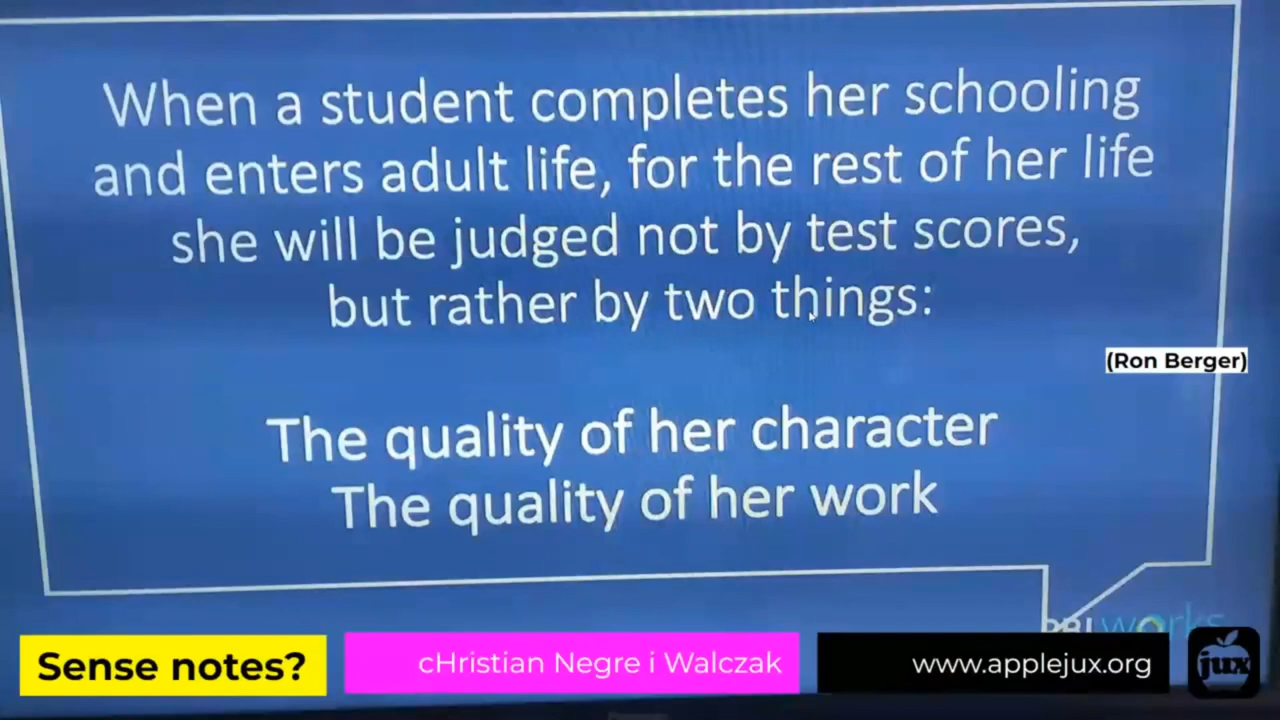 When a student completes her schooling
and enters adult life, for the rest of her life
she will be judged not by test scores,
but rather by two things:
(Ron Berger)
The quality of her character
The quality of her work
works
Sense notes?
cHristian Negre i Walczak
www.applejux.org
jux